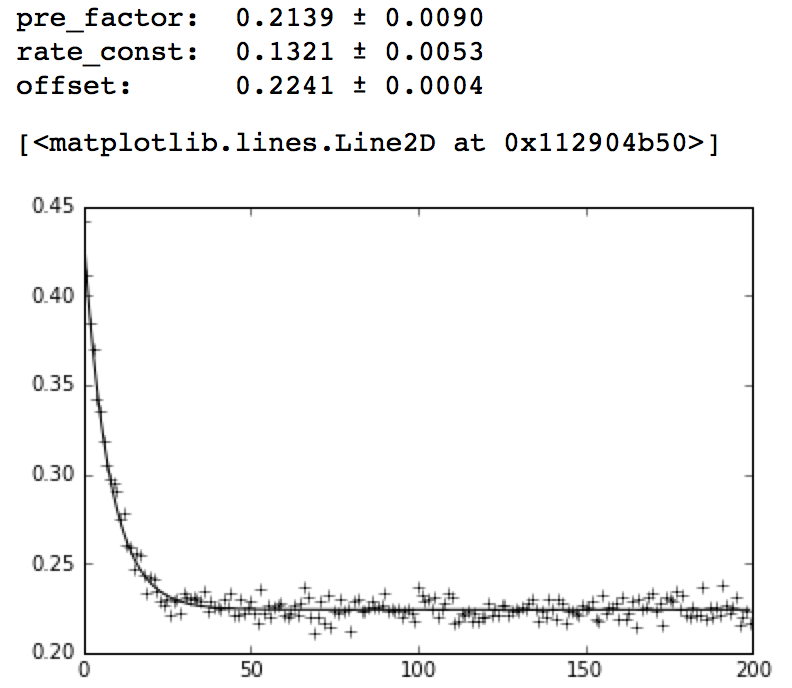 pre_factor:  0.2139 ± 0.0090
rate_const:  0.1321 ± 0.0053
offset:      0.2241 ± 0.0004
[<matplotlib.lines.Line2D at 0x112904b50>]
0.45
0.40
0.35
0.30
0.25
0.20
0 50 100 150 200